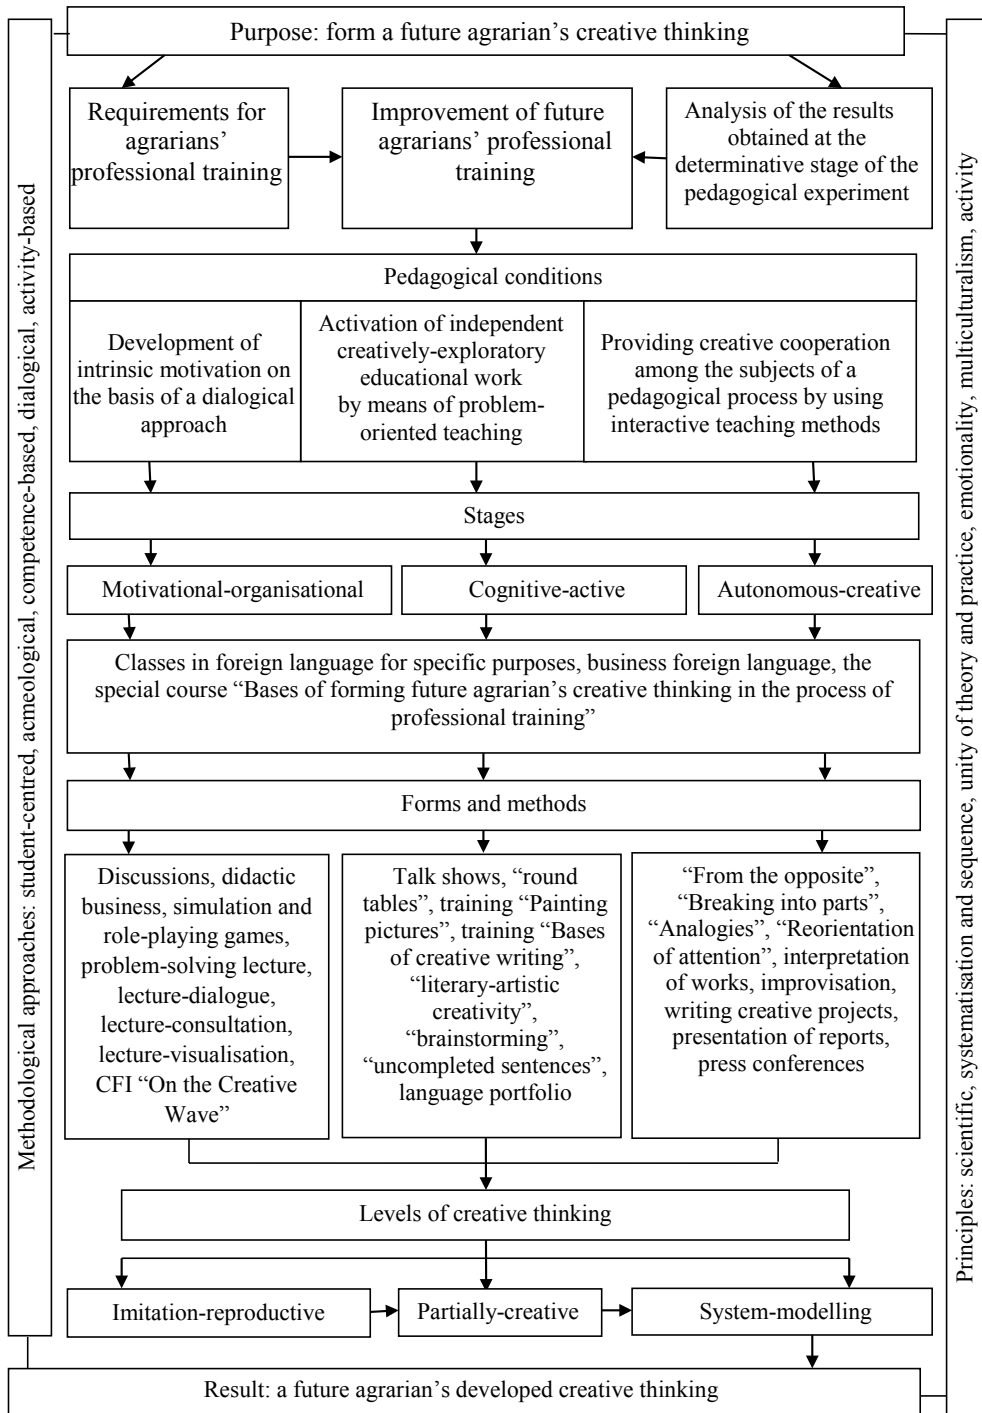 Purpose: form a future agrarian’s creative thinking
Methodological approaches: student-centred, acmeological, competence-based, dialogical, activity-based
Principles: scientific, systematisation and sequence, unity of theory and practice, emotionality, multiculturalism, activity
Requirements for
agrarians’
professional training
Improvement of future
agrarians’ professional
training
Analysis of the results
obtained at the
determinative stage of the
pedagogical experiment
Pedagogical conditions
Development of
intrinsic motivation on
the basis of a dialogical
approach
Activation of independent
creatively-exploratory
educational work
by means of problem-
oriented teaching
Providing creative cooperation
among the subjects of a
pedagogical process by using
interactive teaching methods
Stages
Motivational-organisational
Cognitive-active
Autonomous-creative
Classes in foreign language for specific purposes, business foreign language, the
special course “Bases of forming future agrarian’s creative thinking in the process of
professional training”
Forms and methods
Discussions, didactic
business, simulation and
role-playing games,
problem-solving lecture,
lecture-dialogue,
lecture-consultation,
lecture-visualisation,
CFI “On the Creative
Wave”
Talk shows, “round
tables”, training “Painting
pictures”, training “Bases
of creative writing”,
“literary-artistic
creativity”,
“brainstorming”,
“uncompleted sentences”,
language portfolio
“From the opposite”,
“Breaking into parts”,
“Analogies”, “Reorientation
of attention”, interpretation
of works, improvisation,
writing creative projects,
presentation of reports,
press conferences
Levels of creative thinking
Imitation-reproductive
Partially-creative
System-modelling
Result: a future agrarian’s developed creative thinking